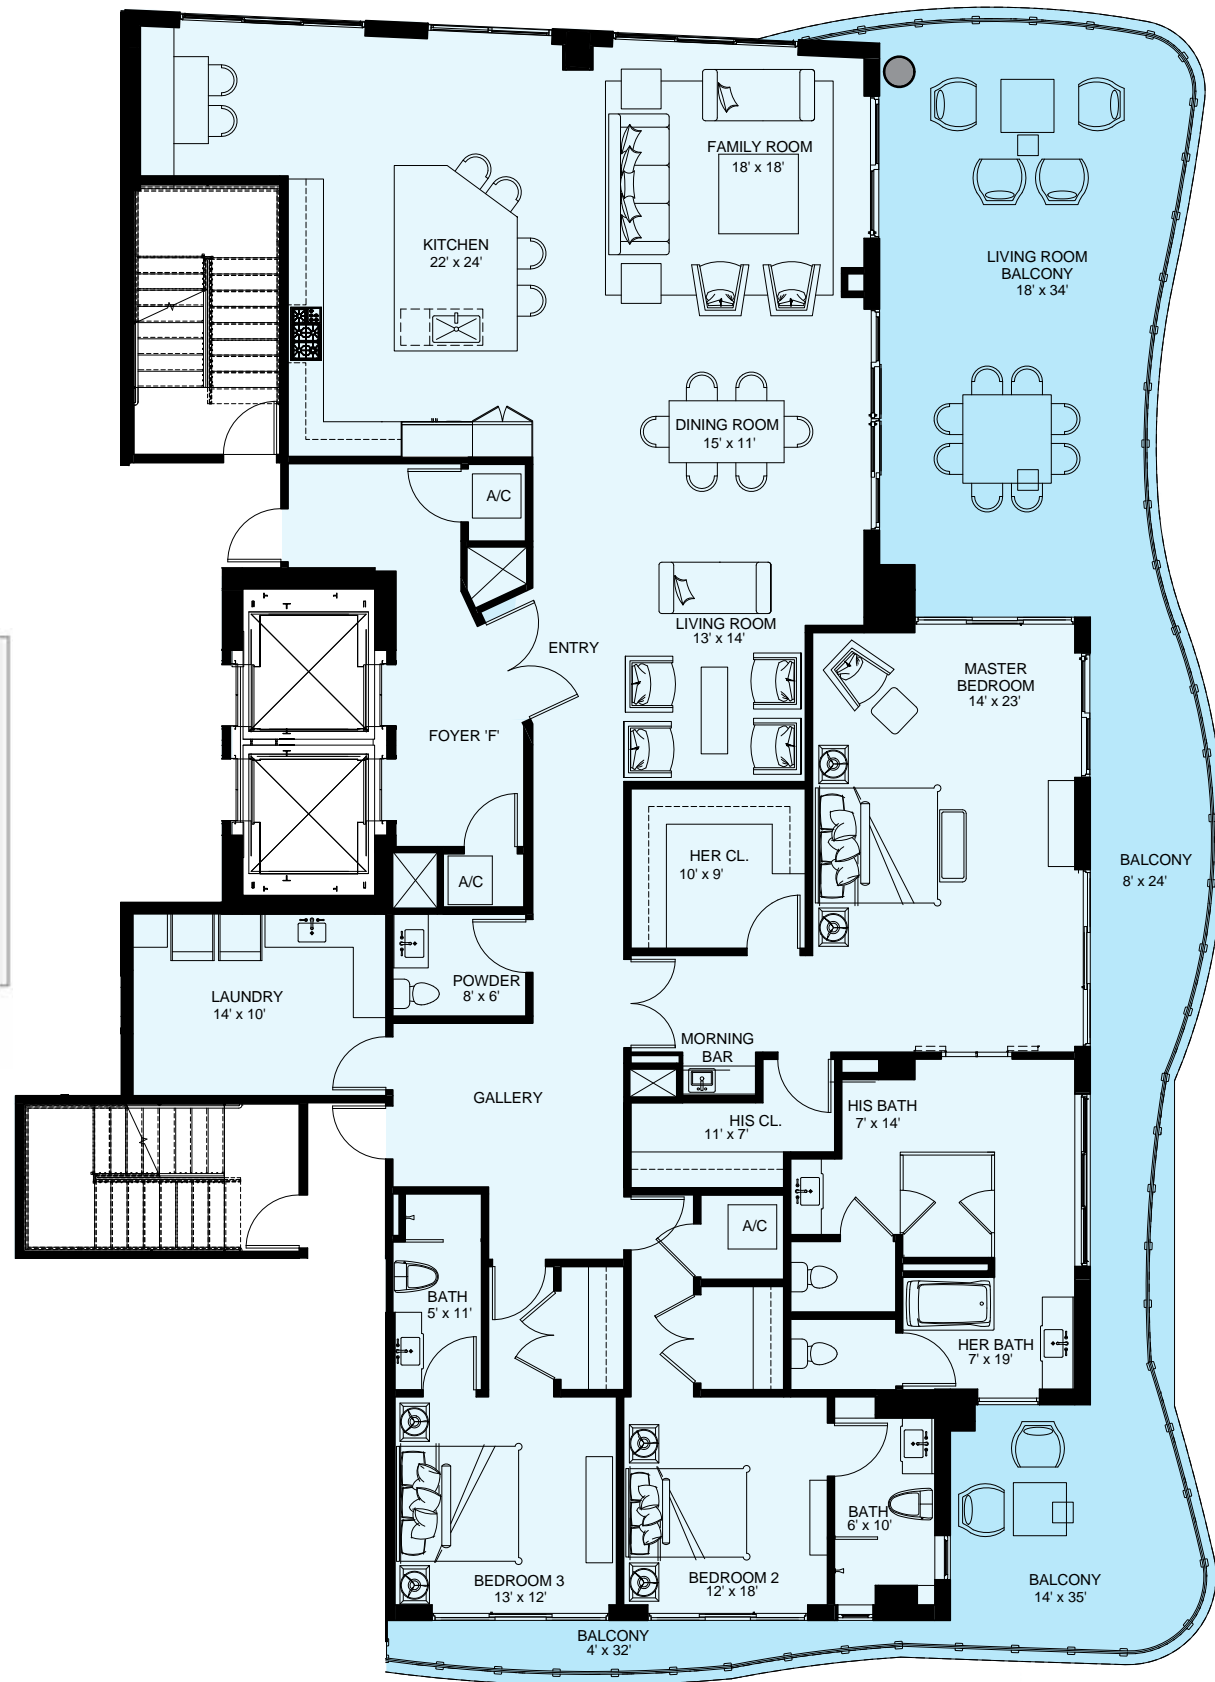 FAMILY ROOM
18' x 18'
KITCHEN
22' x 24'
LIVING ROOM
BALCONY
18' x 34'
DINING ROOM
15' x 11'
A/C
LIVING ROOM
13' x 14'
ENTRY
MASTER
BEDROOM
14' x 23'
FOYER 'F'
HER CL.
10' x 9'
A/C
BALCONY
8' x 24'
POWDER
8' x 6'
LAUNDRY
14' x 10'
MORNING
BAR
GALLERY
HIS CL.
11' x 7'
HIS BATH
7' x 14'
A/C
BATH
5' x 11'
HER BATH
7' x 19'
BATH
6' x 10'
BEDROOM 3
13' x 12'
BEDROOM 2
12' x 18'
BALCONY
14' x 35'
BALCONY
4' x 32'